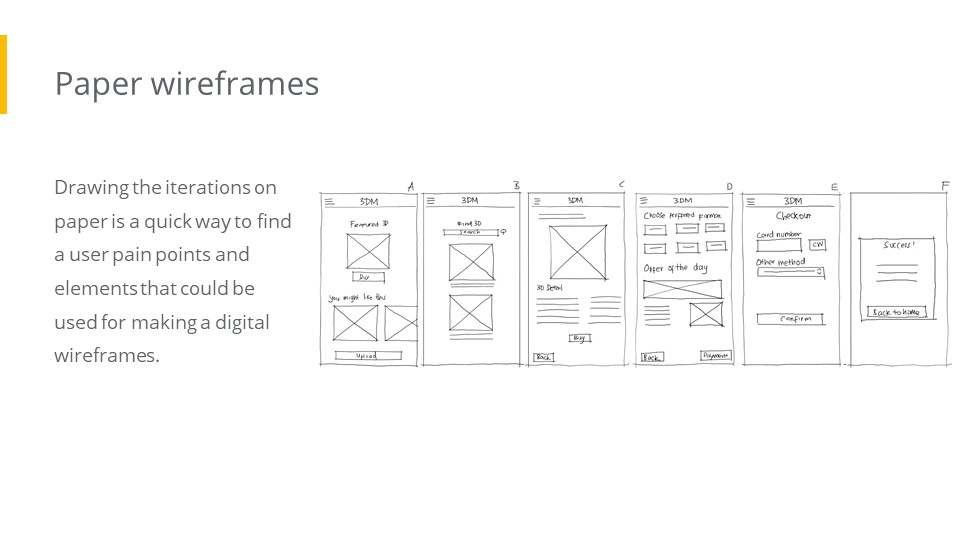 Paper wireframes
Drawing the iterations on
paper is a quick way to find
a user pain points and
elements that could be
used for making a digital
wireframes.
A
3DM
Featured 3D
Buy
You might like this
Upload
B
3DM
Find 3D
Search
C
3DM
3D Detail
Buy
Back
D
3DM
Choose preferred format
Offer of the day
Back
Payment
E
3DM
Checkout
Card number
Other method
Confirm
F
Success!
Back to home